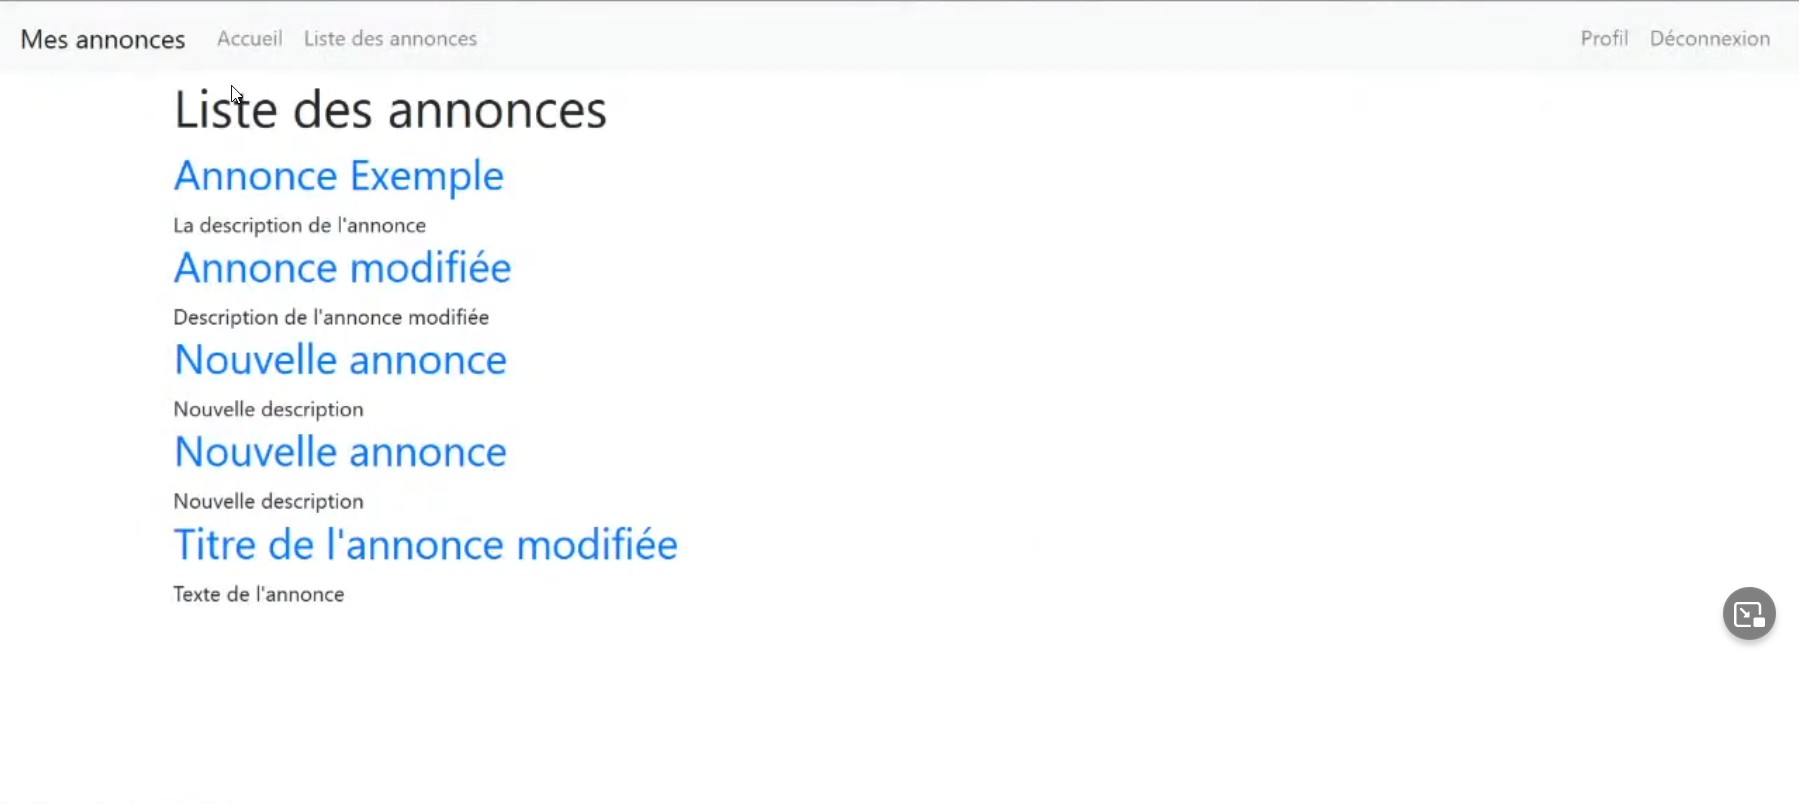 Mes annonces Accueil Liste des annonces Profil Déconnexion
Liste des annonces
Annonce Exemple
La description de l'annonce
Annonce modifiée
Description de l'annonce modifiée
Nouvelle annonce
Nouvelle description
Nouvelle annonce
Nouvelle description
Titre de l'annonce modifiée
Texte de l'annonce